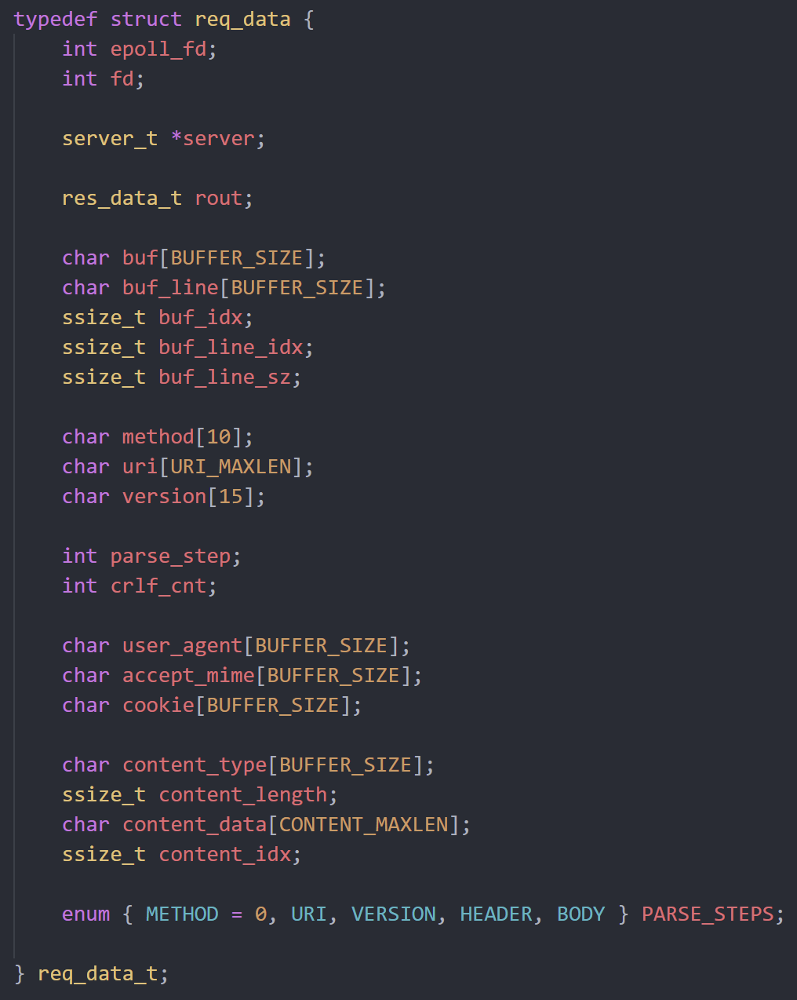 typedef struct req_data {
    int epoll_fd;
    int fd;

    server_t *server;

    res_data_t rout;

    char buf[BUFFER_SIZE];
    char buf_line[BUFFER_SIZE];
    ssize_t buf_idx;
    ssize_t buf_line_idx;
    ssize_t buf_line_sz;

    char method[10];
    char uri[URI_MAXLEN];
    char version[15];

    int parse_step;
    int crlf_cnt;

    char user_agent[BUFFER_SIZE];
    char accept_mime[BUFFER_SIZE];
    char cookie[BUFFER_SIZE];

    char content_type[BUFFER_SIZE];
    ssize_t content_length;
    char content_data[CONTENT_MAXLEN];
    ssize_t content_idx;

    enum { METHOD = 0, URI, VERSION, HEADER, BODY } PARSE_STEPS;

} req_data_t;